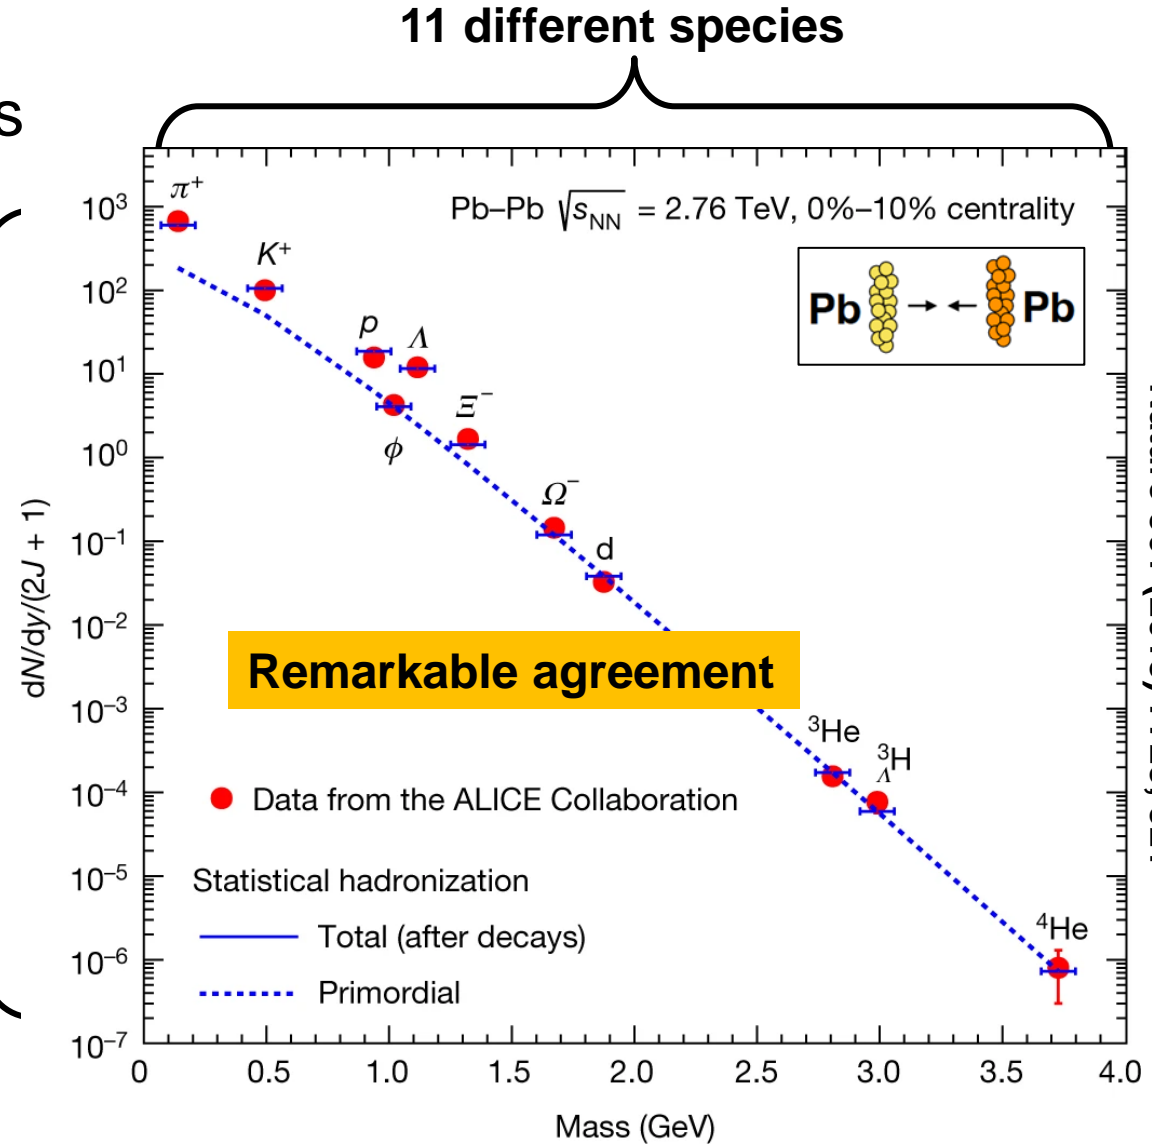 11 different species
s
π⁺
K⁺
p
Λ
ϕ
Ξ⁻
Ω⁻
d
³He
³ΛH
⁴He
Pb–Pb √sNN = 2.76 TeV, 0%–10% centrality
Pb
Pb
Remarkable agreement
Data from the ALICE Collaboration
Statistical hadronization
Total (after decays)
Primordial
dN/dy/(2J + 1)
10³
10²
10¹
10⁰
10⁻¹
10⁻²
10⁻³
10⁻⁴
10⁻⁵
10⁻⁶
10⁻⁷
0
0.5
1.0
1.5
2.0
2.5
3.0
3.5
4.0
Mass (GeV)